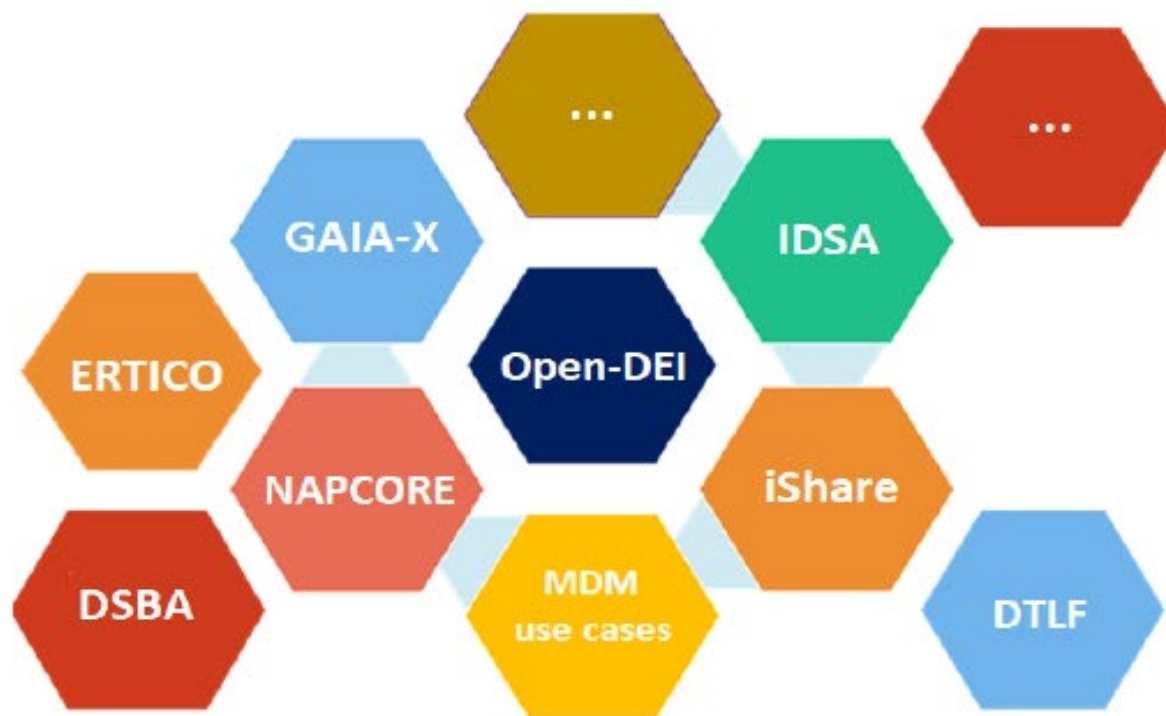 ...
...
GAIA-X
IDSA
ERTICO
Open-DEI
NAPCORE
iShare
DSBA
MDM
use cases
DTLF